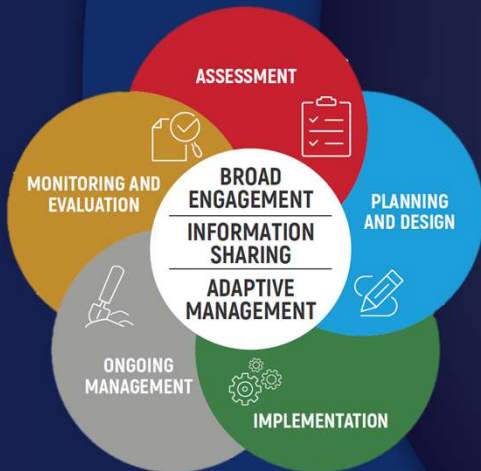 ASSESSMENT
PLANNING
AND DESIGN
IMPLEMENTATION
ONGOING
MANAGEMENT
MONITORING AND
EVALUATION
BROAD
ENGAGEMENT
INFORMATION
SHARING
ADAPTIVE
MANAGEMENT